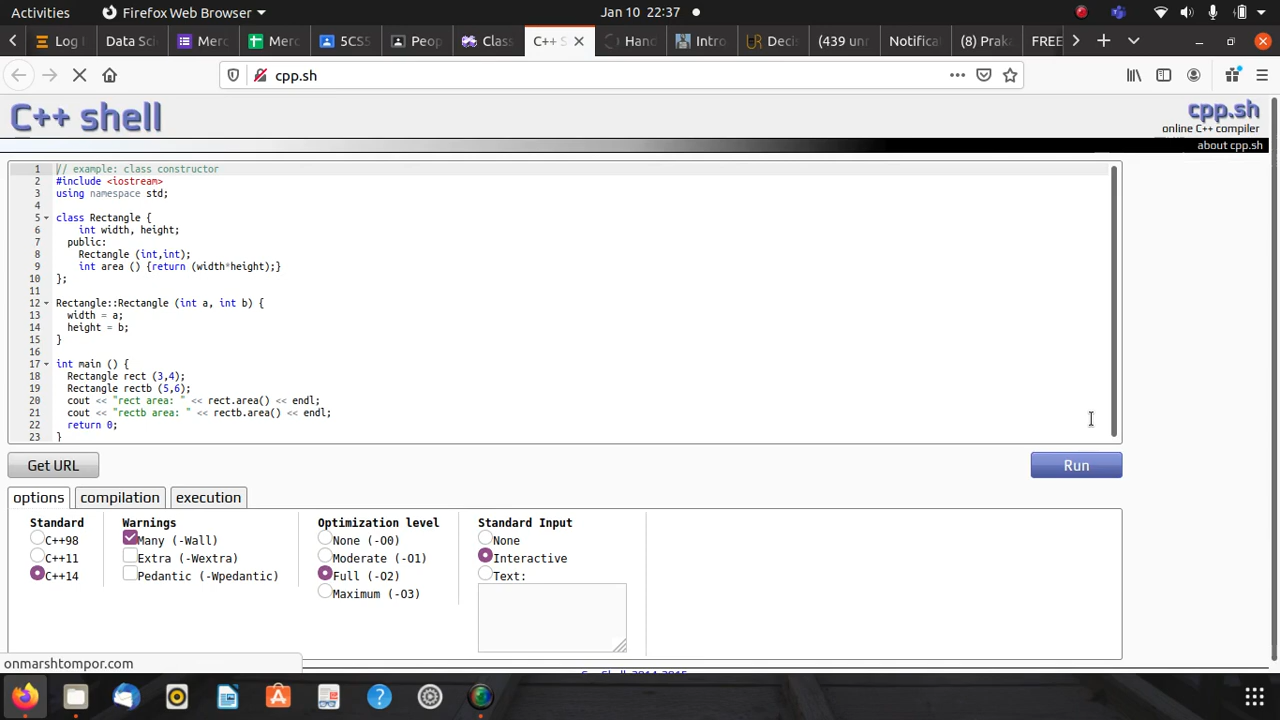 Activities Firefox Web Browser Jan 10 22:37
Log I Data Sc Merc Merc 5CSS Peop Class C++ S Hand Intro Decis (439 unr Notificat (8) Praka FREE
cpp.sh
C++ shell
cpp.sh
online C++ compiler
about cpp.sh
1 // example: class constructor
2 #include <iostream>
3 using namespace std;
4
5 class Rectangle {
6 int width, height;
7 public:
8 Rectangle (int,int);
9 int area () {return (width*height);}
10 };
11
12 Rectangle::Rectangle (int a, int b) {
13 width = a;
14 height = b;
15 }
16
17 int main () {
18 Rectangle rect (3,4);
19 Rectangle rectb (5,6);
20 cout << "rect area: " << rect.area() << endl;
21 cout << "rectb area: " << rectb.area() << endl;
22 return 0;
23 }
Get URL Run
options compilation execution
Standard Warnings Optimization level Standard Input
C++98 Many (-Wall) None (-O0) None
C++11 Extra (-Wextra) Moderate (-O1) Interactive
C++14 Pedantic (-Wpedantic) Full (-O2) Text:
Maximum (-O3)
onmarshtompor.com